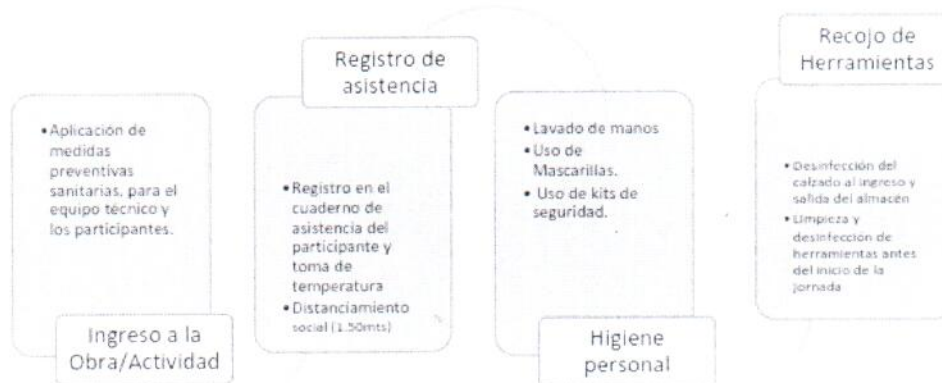 • Aplicación de
medidas
preventivas
sanitarias, para el
equipo técnico y
los participantes.
Ingreso a la
Obra/Actividad
Registro de
asistencia
• Registro en el
cuaderno de
asistencia del
participante y
toma de
temperatura
• Distanciamiento
social (1.50mts)
• Lavado de manos
• Uso de
Mascarillas.
• Uso de kits de
seguridad.
Higiene
personal
Recojo de
Herramientas
• Desinfección del
calzado al ingreso y
salida del almacén
• Limpieza y
desinfección de
herramientas antes
del inicio de la
jornada